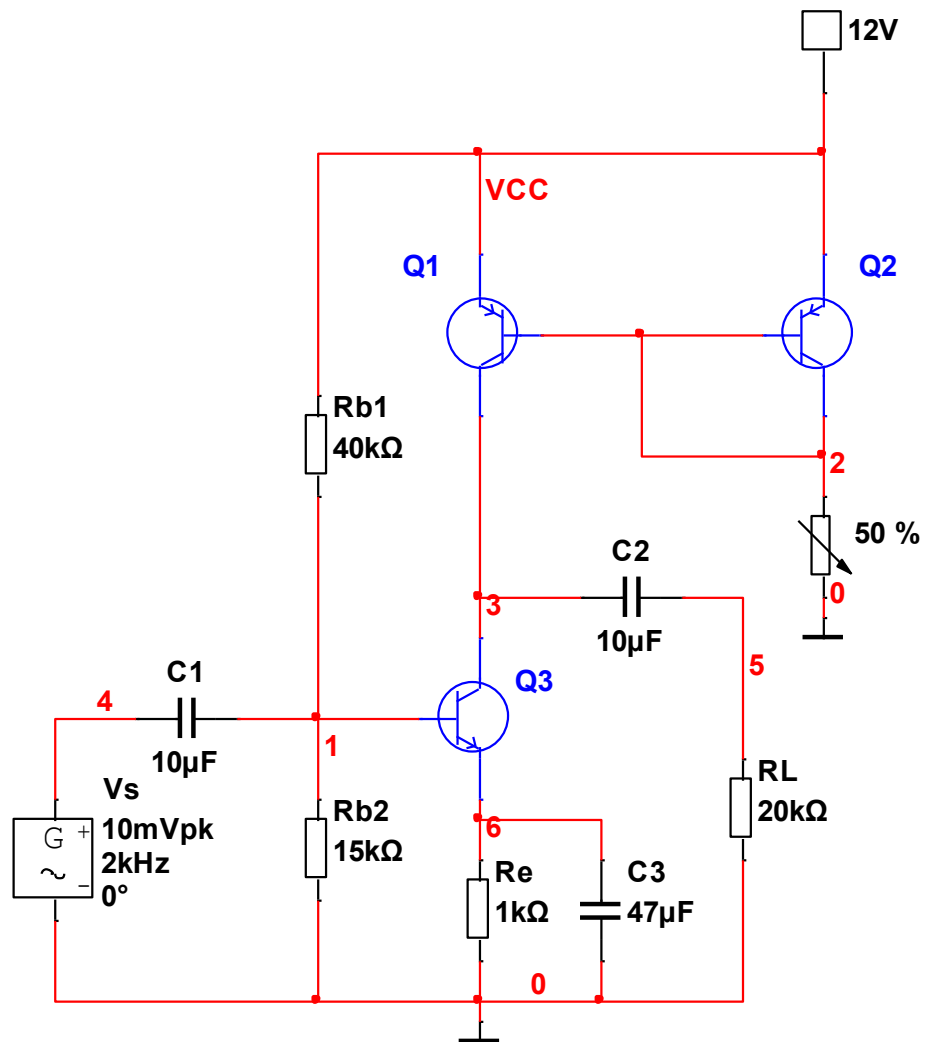 12V
VCC
Q1
Q2
Rb1
40kΩ
2
50 %
C2
0
3
10µF
5
Q3
C1
4
1
10µF
Vs
RL
10mVpk
Rb2
20kΩ
6
G
2kHz
15kΩ
0°
Re
C3
1kΩ
47µF
0